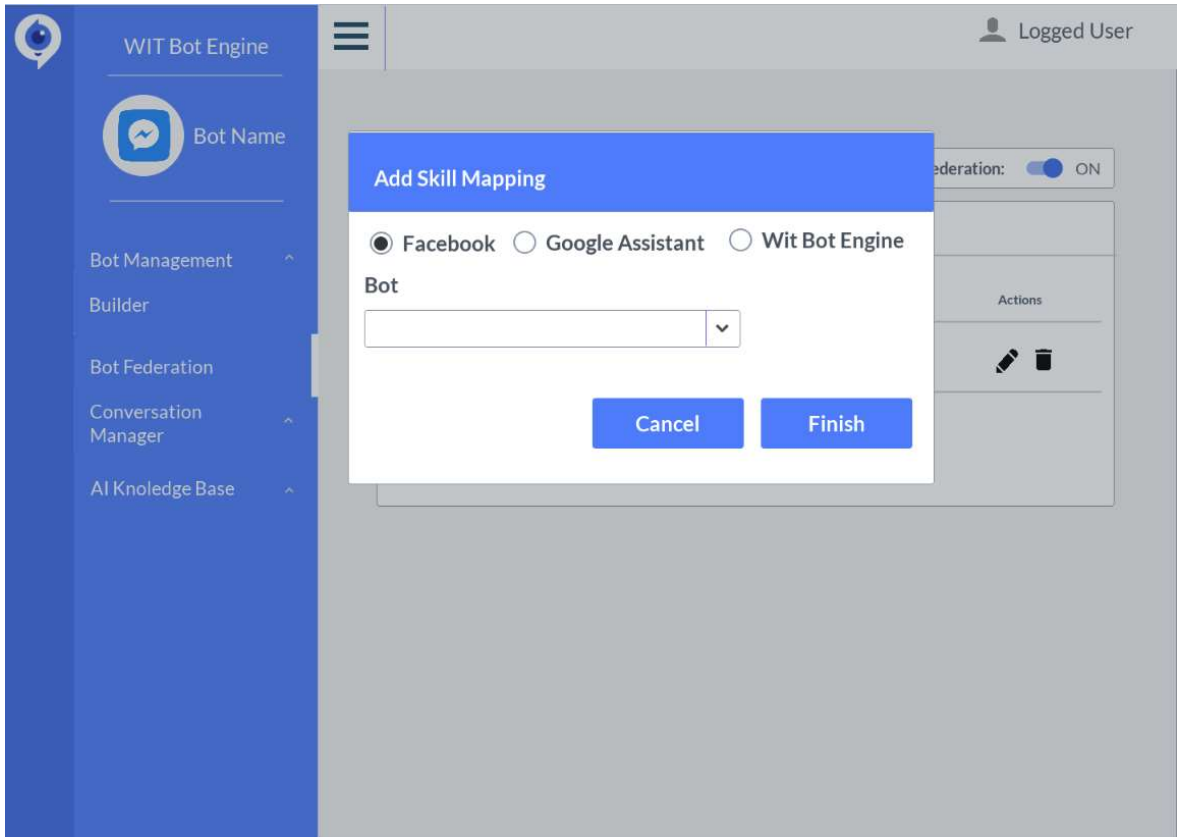 WIT Bot Engine
Logged User
Bot Name
Add Skill Mapping
ederation:
ON
Facebook
Google Assistant
Wit Bot Engine
Bot Management
Bot
Builder
Actions
Bot Federation
Conversation
Manager
Cancel
Finish
AI Knoledge Base